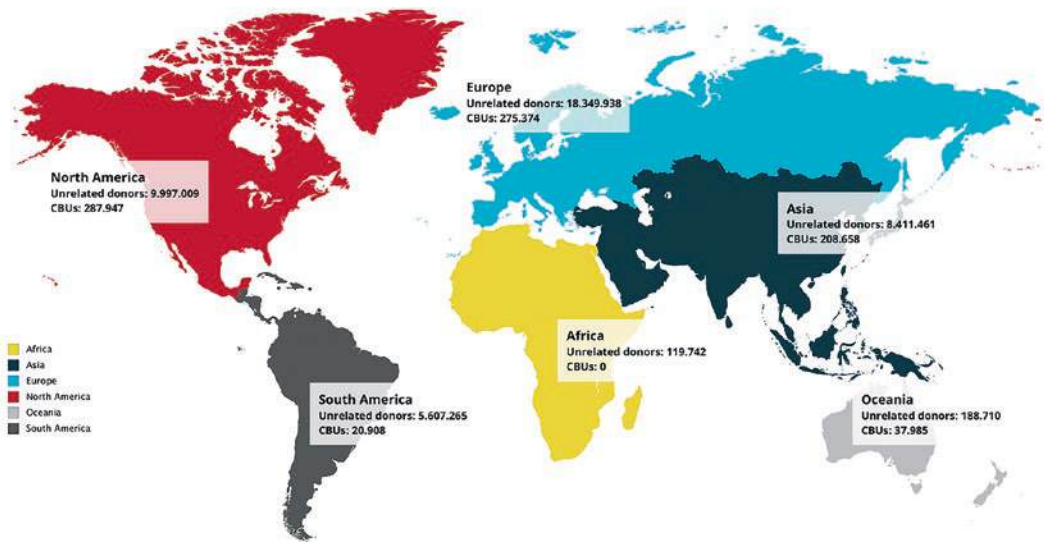 Europe
Unrelated donors: 18.349.938
CBUs: 275.374
North America
Unrelated donors: 9.997.009
CBUs: 287.947
Asia
Unrelated donors: 8.411.461
CBUs: 208.658
Africa
Unrelated donors: 119.742
CBUs: 0
South America
Unrelated donors: 5.607.265
CBUs: 20.908
Oceania
Unrelated donors: 188.710
CBUs: 37.985
Africa
Asia
Europe
North America
Oceania
South America